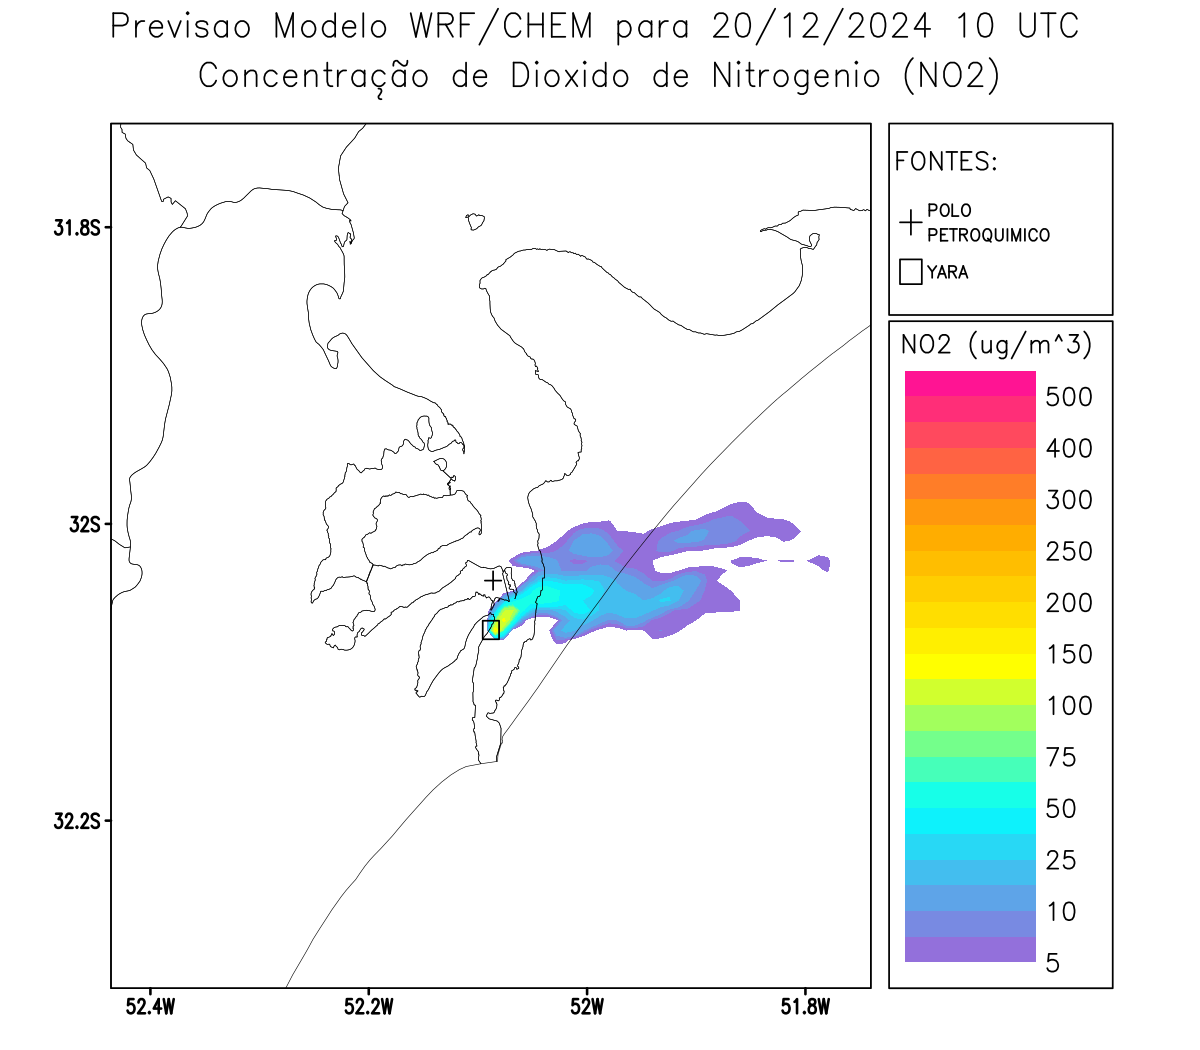 Previsao Modelo WRF/CHEM para 20/12/2024 10 UTC
Concentração de Dioxido de Nitrogenio (NO2)
FONTES:
POLO
PETROQUIMICO
YARA
31.8S
32S
32.2S
52.4W
52.2W
52W
51.8W
NO2 (ug/m^3)
500
400
300
250
200
150
100
75
50
25
10
5